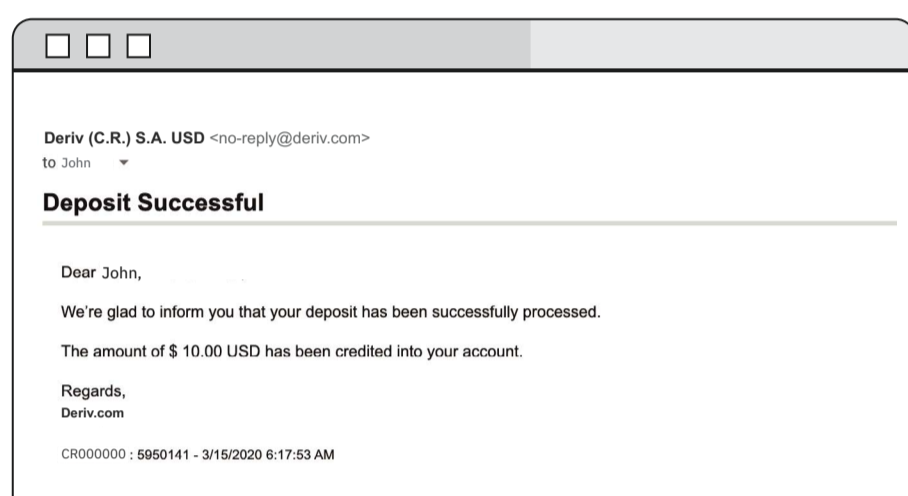 Deriv (C.R.) S.A. USD <no-reply@deriv.com>
to John
Deposit Successful
Dear John,
We're glad to inform you that your deposit has been successfully processed.
The amount of $ 10.00 USD has been credited into your account.
Regards,
Deriv.com
CR000000 : 5950141 - 3/15/2020 6:17:53 AM